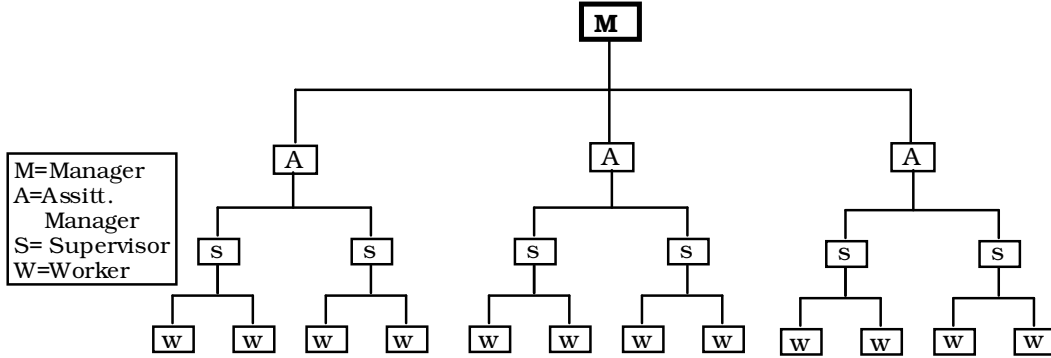 M
A A A
M=Manager
A=Assitt.
Manager
S= Supervisor
W=Worker
s s s s s s
w w w w w w w w w w w w